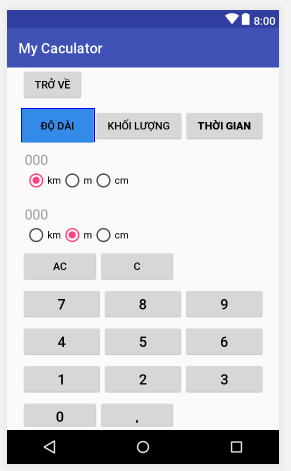 8:00
My Caculator
TRỞ VỀ
ĐỘ DÀI KHỐI LƯỢNG THỜI GIAN
000
km m cm
000
km m cm
AC C
7 8 9
4 5 6
1 2 3
0 ,